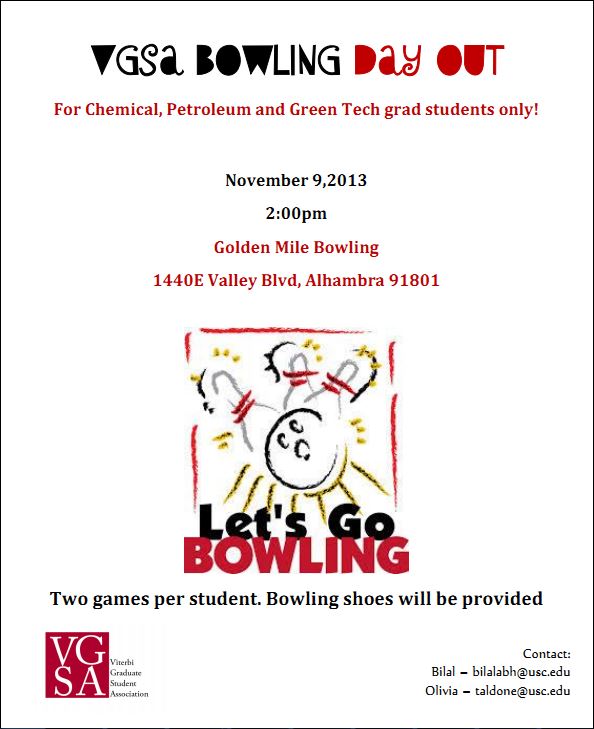 VGSA BOWLING Day OUT
For Chemical, Petroleum and Green Tech grad students only!
November 9,2013
2:00pm
Golden Mile Bowling
1440E Valley Blvd, Alhambra 91801
Let's Go
BOWLING
Two games per student. Bowling shoes will be provided
VG
SA
Viterbi
Graduate
Student
Association
Contact:
Bilal – bilalabh@usc.edu
Olivia – taldone@usc.edu